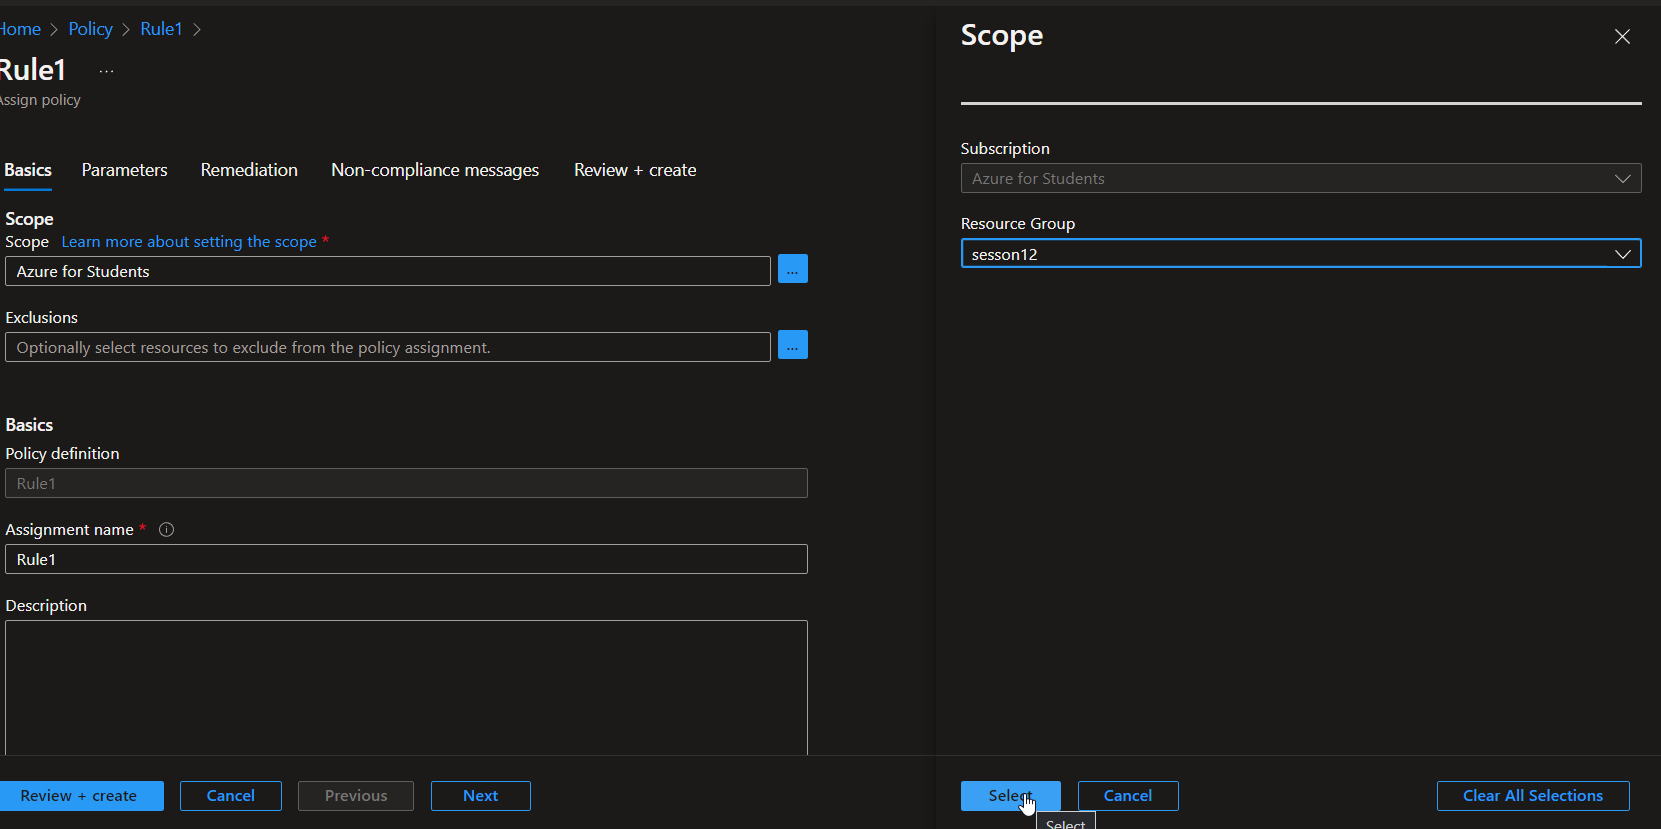 Home > Policy > Rule1 >
Rule1 ...
Assign policy
Basics Parameters Remediation Non-compliance messages Review + create
Scope
Scope Learn more about setting the scope *
Azure for Students
...
Exclusions
Optionally select resources to exclude from the policy assignment.
...
Basics
Policy definition
Rule1
Assignment name *
Rule1
Description
Review + create Cancel Previous Next
Scope
Subscription
Azure for Students
Resource Group
sesson12
Select Cancel Clear All Selections
Select